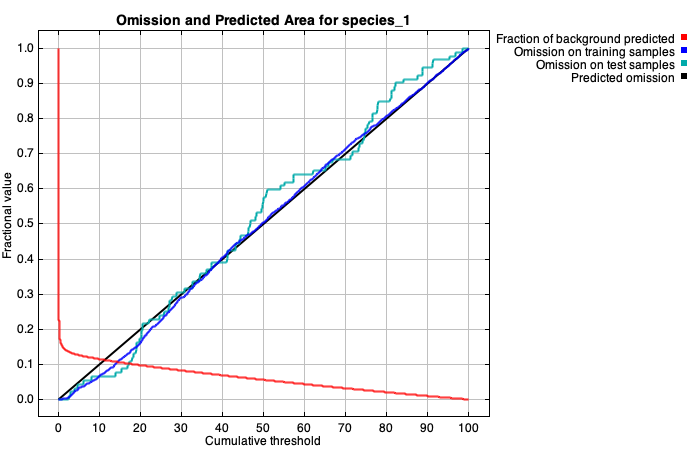 Omission and Predicted Area for species_1
Fraction of background predicted
Omission on training samples
Omission on test samples
Predicted omission
Fractional value
1.0
0.9
0.8
0.7
0.6
0.5
0.4
0.3
0.2
0.1
0.0
0 10 20 30 40 50 60 70 80 90 100
Cumulative threshold